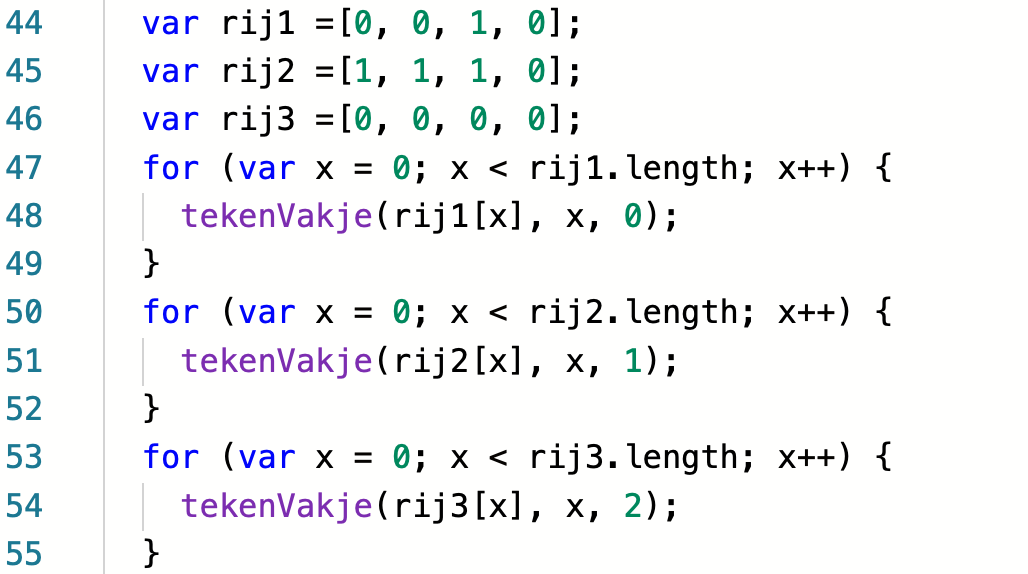 44 var rij1 =[0, 0, 1, 0];
45 var rij2 =[1, 1, 1, 0];
46 var rij3 =[0, 0, 0, 0];
47 for (var x = 0; x < rij1.length; x++) {
48 tekenVakje(rij1[x], x, 0);
49 }
50 for (var x = 0; x < rij2.length; x++) {
51 tekenVakje(rij2[x], x, 1);
52 }
53 for (var x = 0; x < rij3.length; x++) {
54 tekenVakje(rij3[x], x, 2);
55 }